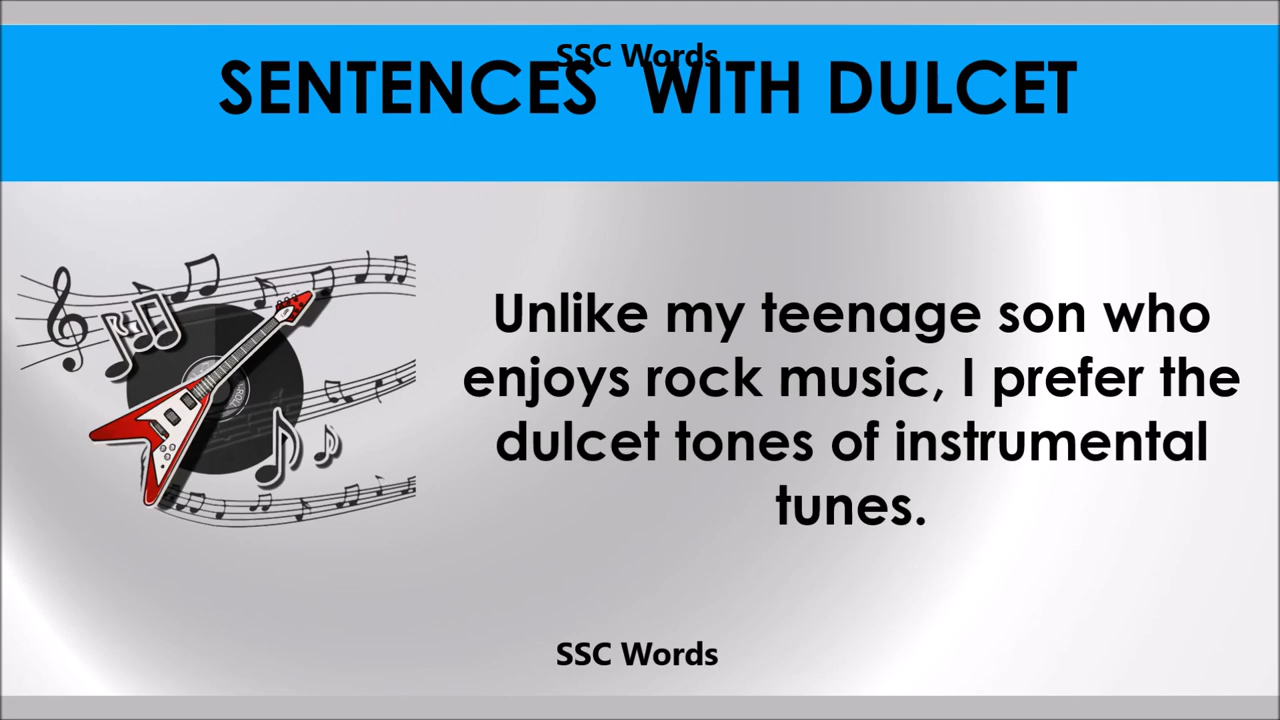 SSC Words
SENTENCES WITH DULCET
Unlike my teenage son who
enjoys rock music, I prefer the
dulcet tones of instrumental
tunes.
SSC Words